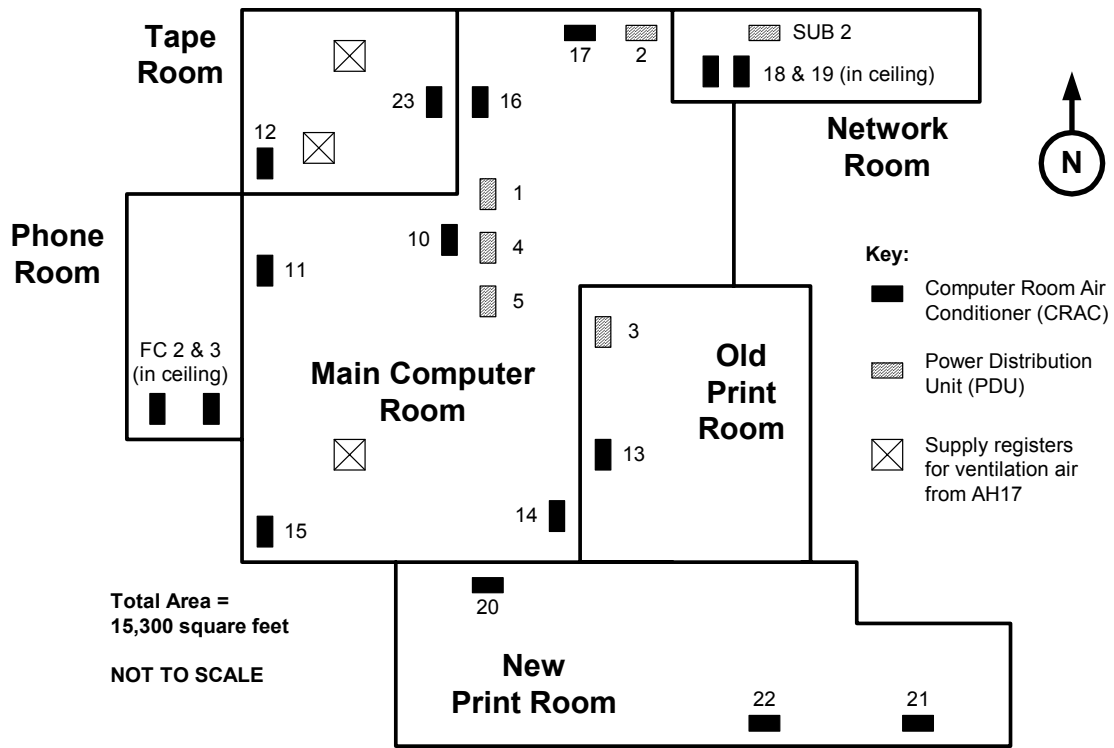 Tape
Room
17
2
SUB 2
18 & 19 (in ceiling)
23
16
12
Network
Room
N
1
Phone
Room
10
4
11
5
Key:
Computer Room Air
Conditioner (CRAC)
3
FC 2 & 3
(in ceiling)
Main Computer
Room
Old
Print
Room
Power Distribution
Unit (PDU)
13
Supply registers
for ventilation air
from AH17
14
15
20
Total Area =
15,300 square feet
NOT TO SCALE
New
Print Room
22
21